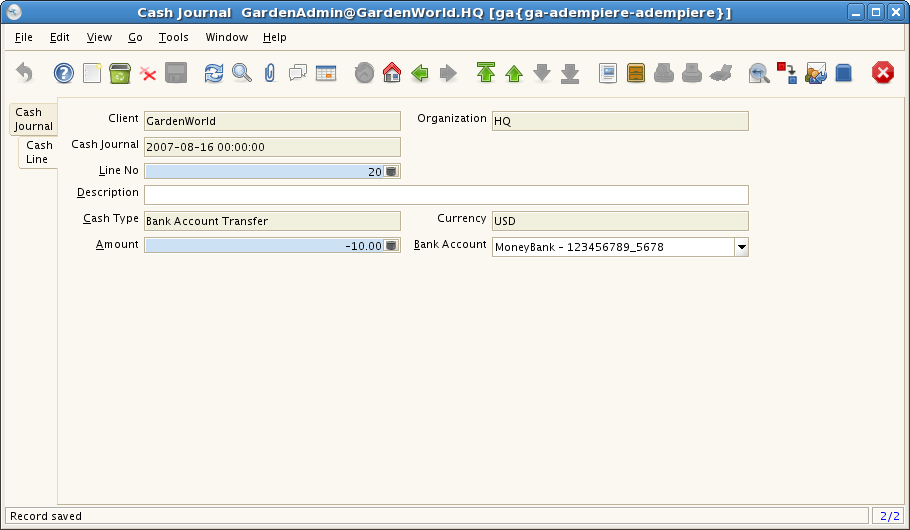 Cash Journal GardenAdmin@GardenWorld.HQ [ga{ga-adempiere-adempiere}]
File Edit View Go Tools Window Help
Cash Journal
Cash Line
Client GardenWorld Organization HQ
Cash Journal 2007-08-16 00:00:00
Line No 20
Description
Cash Type Bank Account Transfer Currency USD
Amount -10.00 Bank Account MoneyBank - 123456789_5678
Record saved 2/2